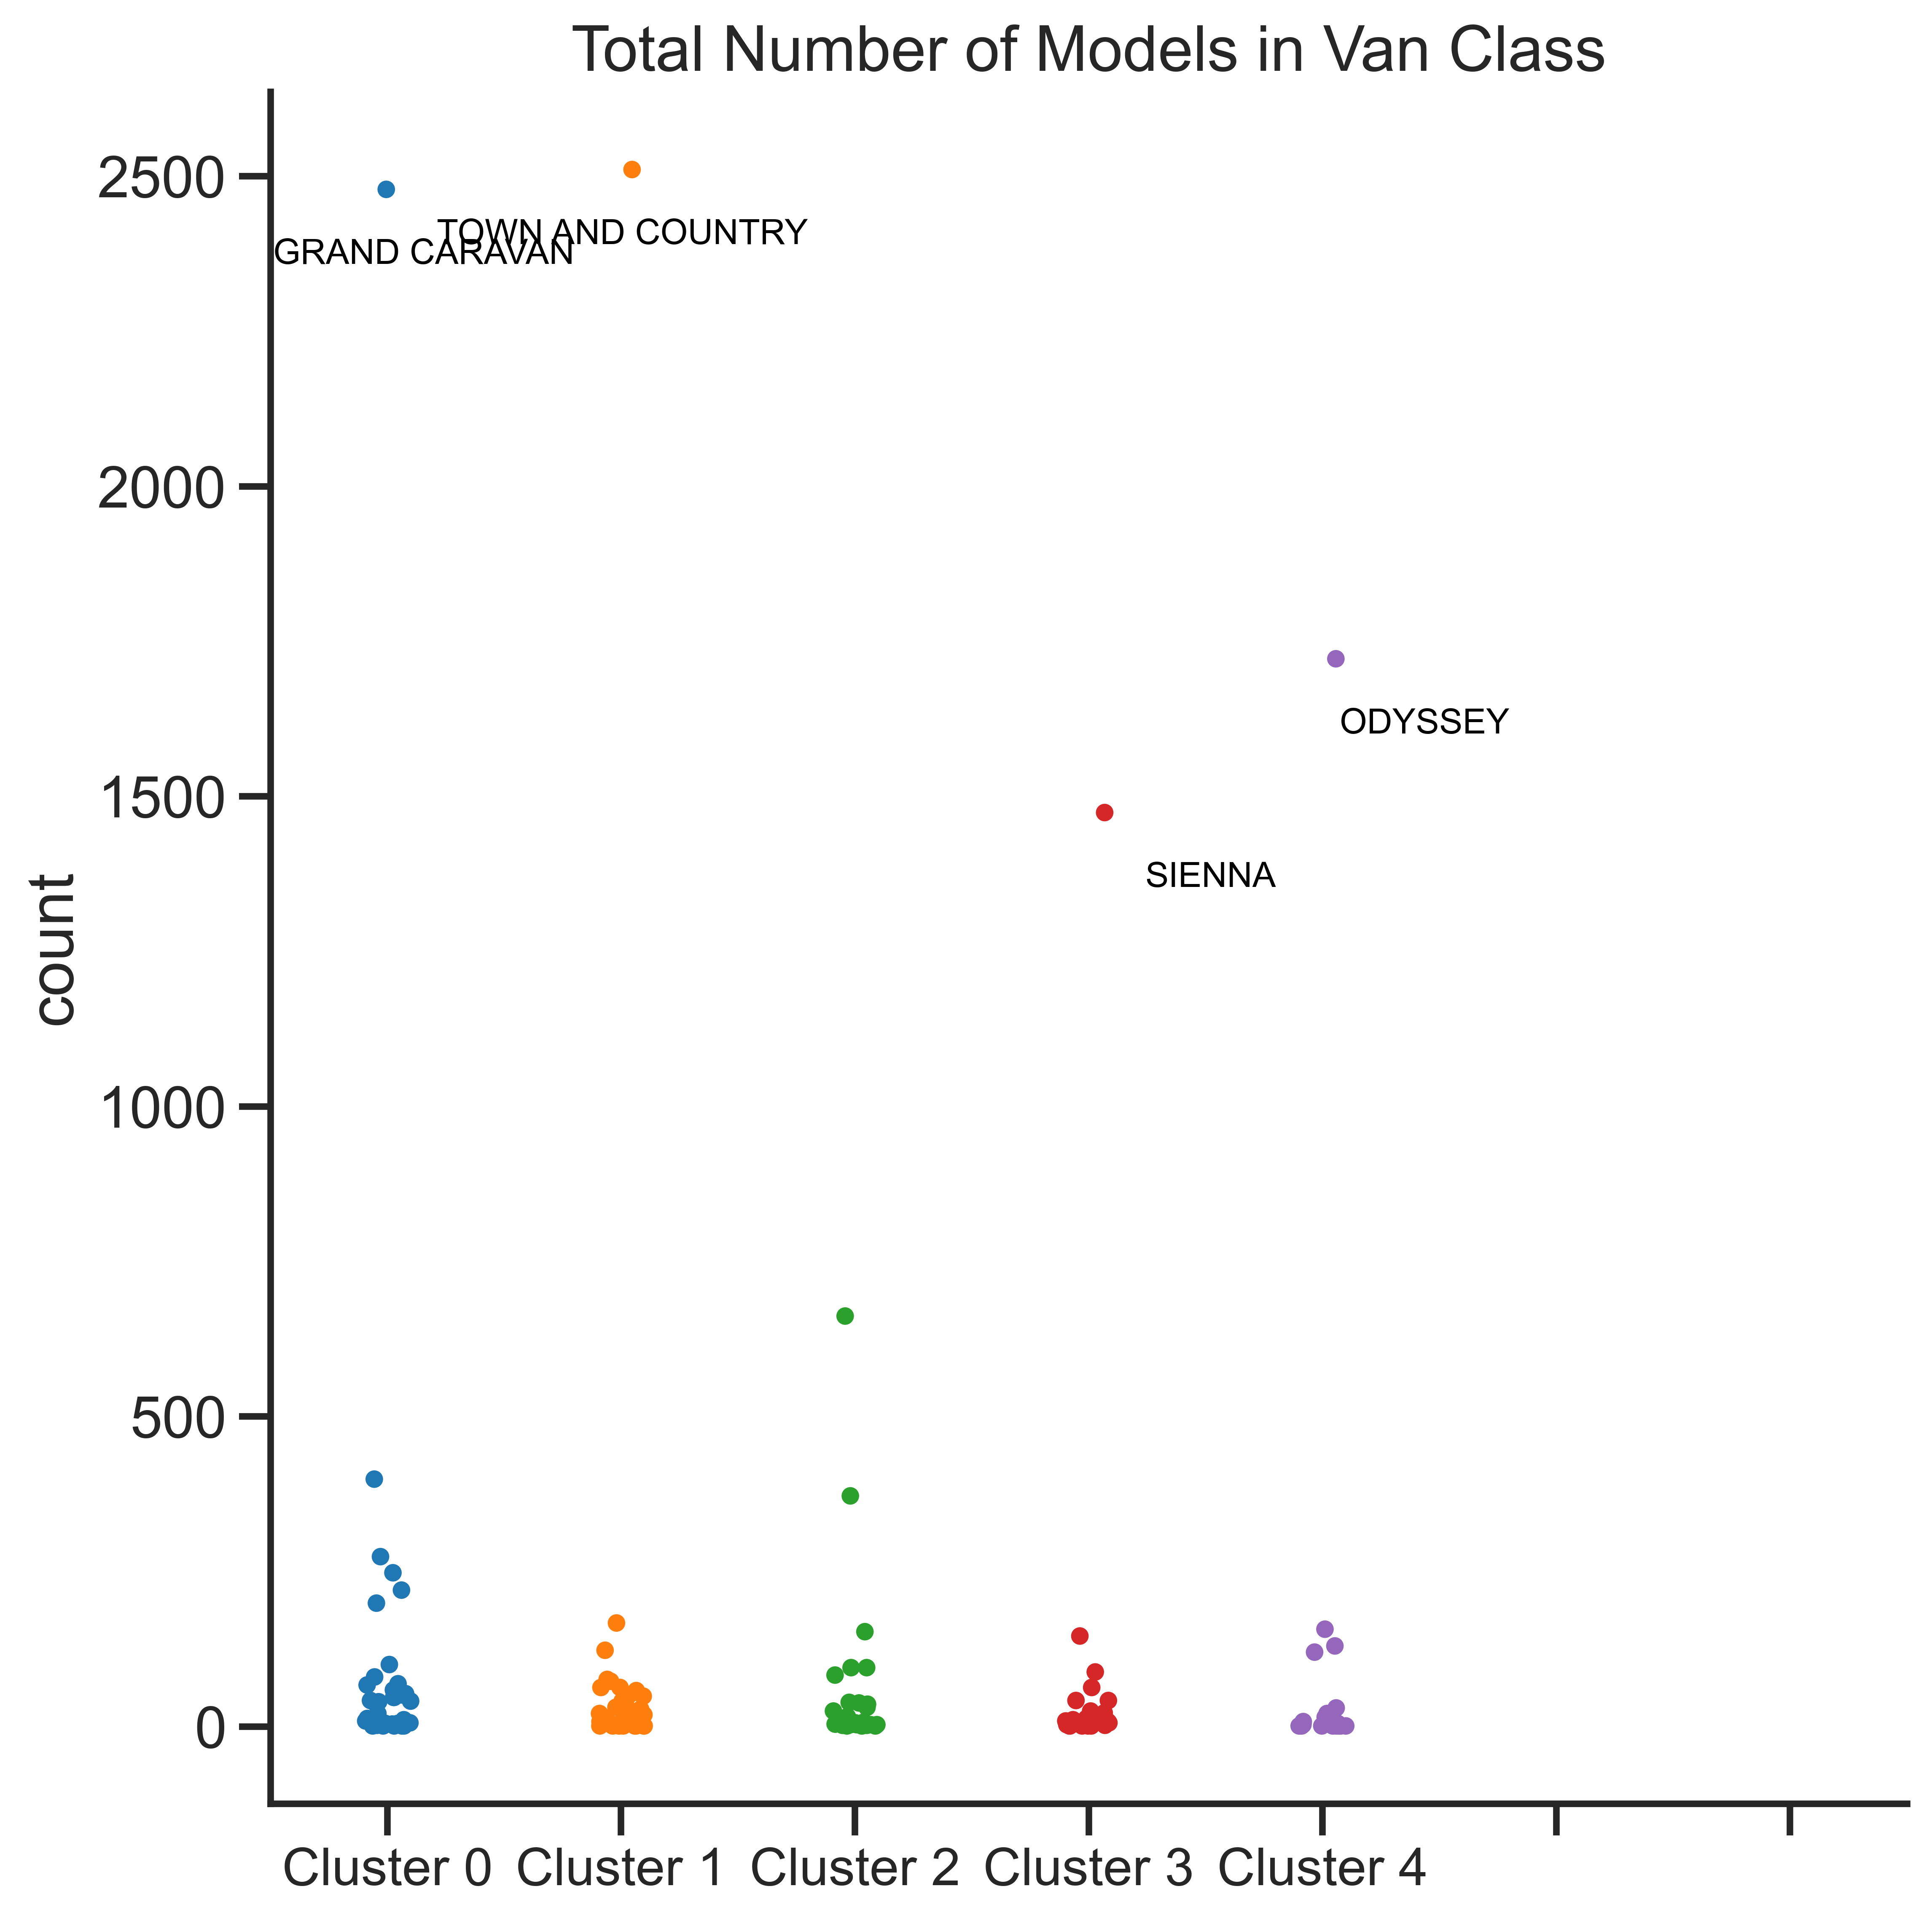 Total Number of Models in Van Class
2500
TOWN AND COUNTRY
GRAND CARAVAN
2000
ODYSSEY
1500
SIENNA
count
1000
500
0
Cluster 0 Cluster 1 Cluster 2 Cluster 3 Cluster 4